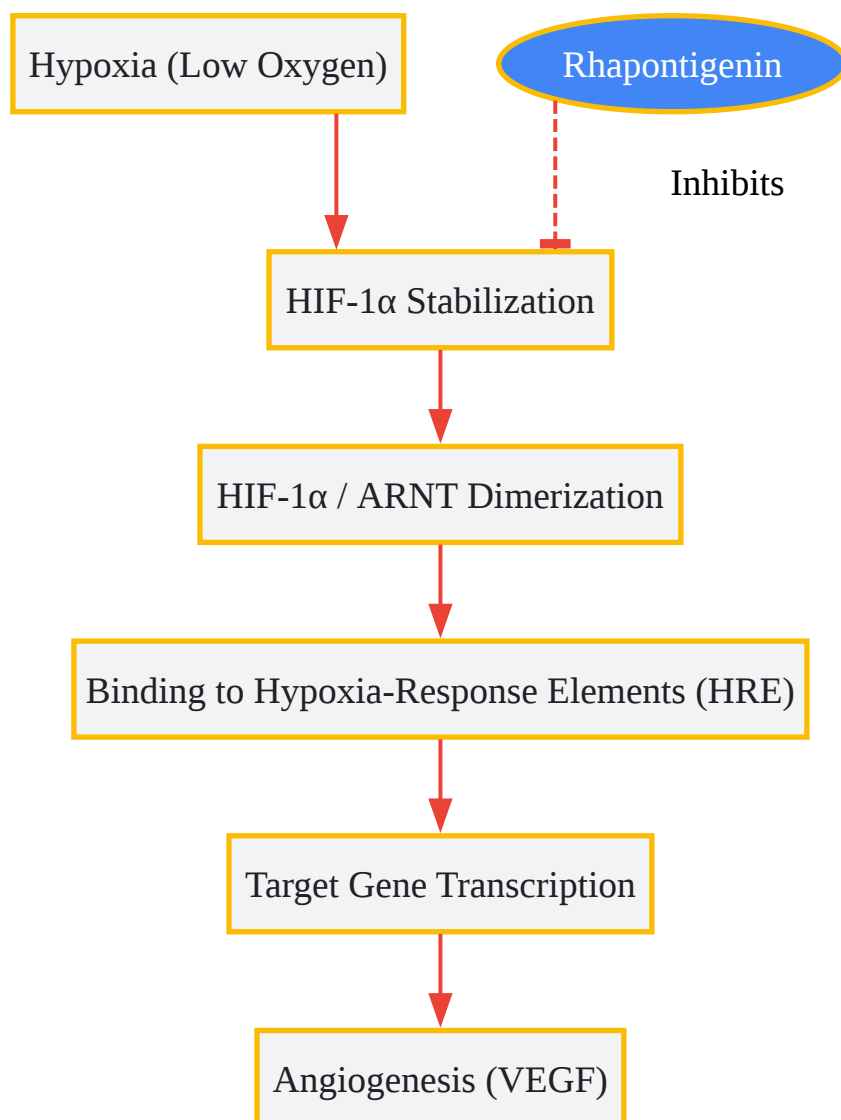 Hypoxia (Low Oxygen)
Rhapontigenin
Inhibits
HIF-1α Stabilization
HIF-1α / ARNT Dimerization
Binding to Hypoxia-Response Elements (HRE)
Target Gene Transcription
Angiogenesis (VEGF)